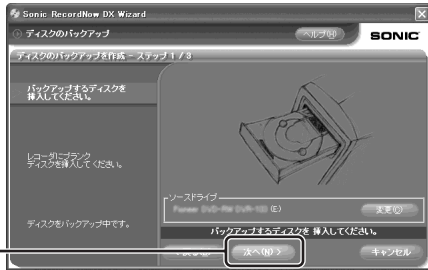 Sonic RecordNow DX Wizard
ディスクのバックアップ
ヘルプ(H)
SONIC
ディスクのバックアップを作成 - ステップ 1 / 3
バックアップするディスクを
挿入してください。
レコーダにブランク
ディスクを挿入してください。
ディスクをバックアップ中です。
ソースドライブ
Pioneer DVD-RW DVR-110 (E)
変更(C)
バックアップするディスクを 挿入してください。
次へ(N) >
キャンセル